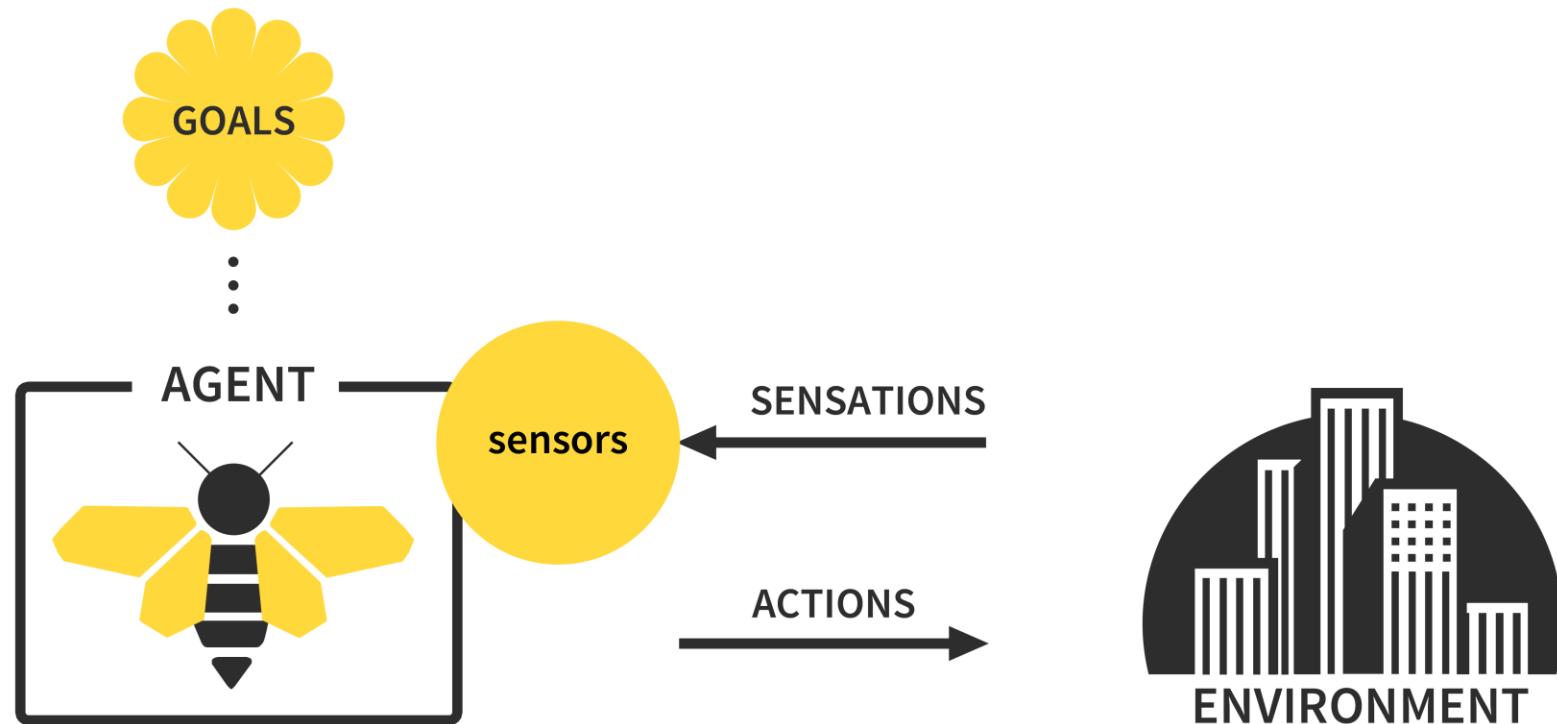 GOALS
AGENT
sensors
SENSATIONS
ACTIONS
ENVIRONMENT